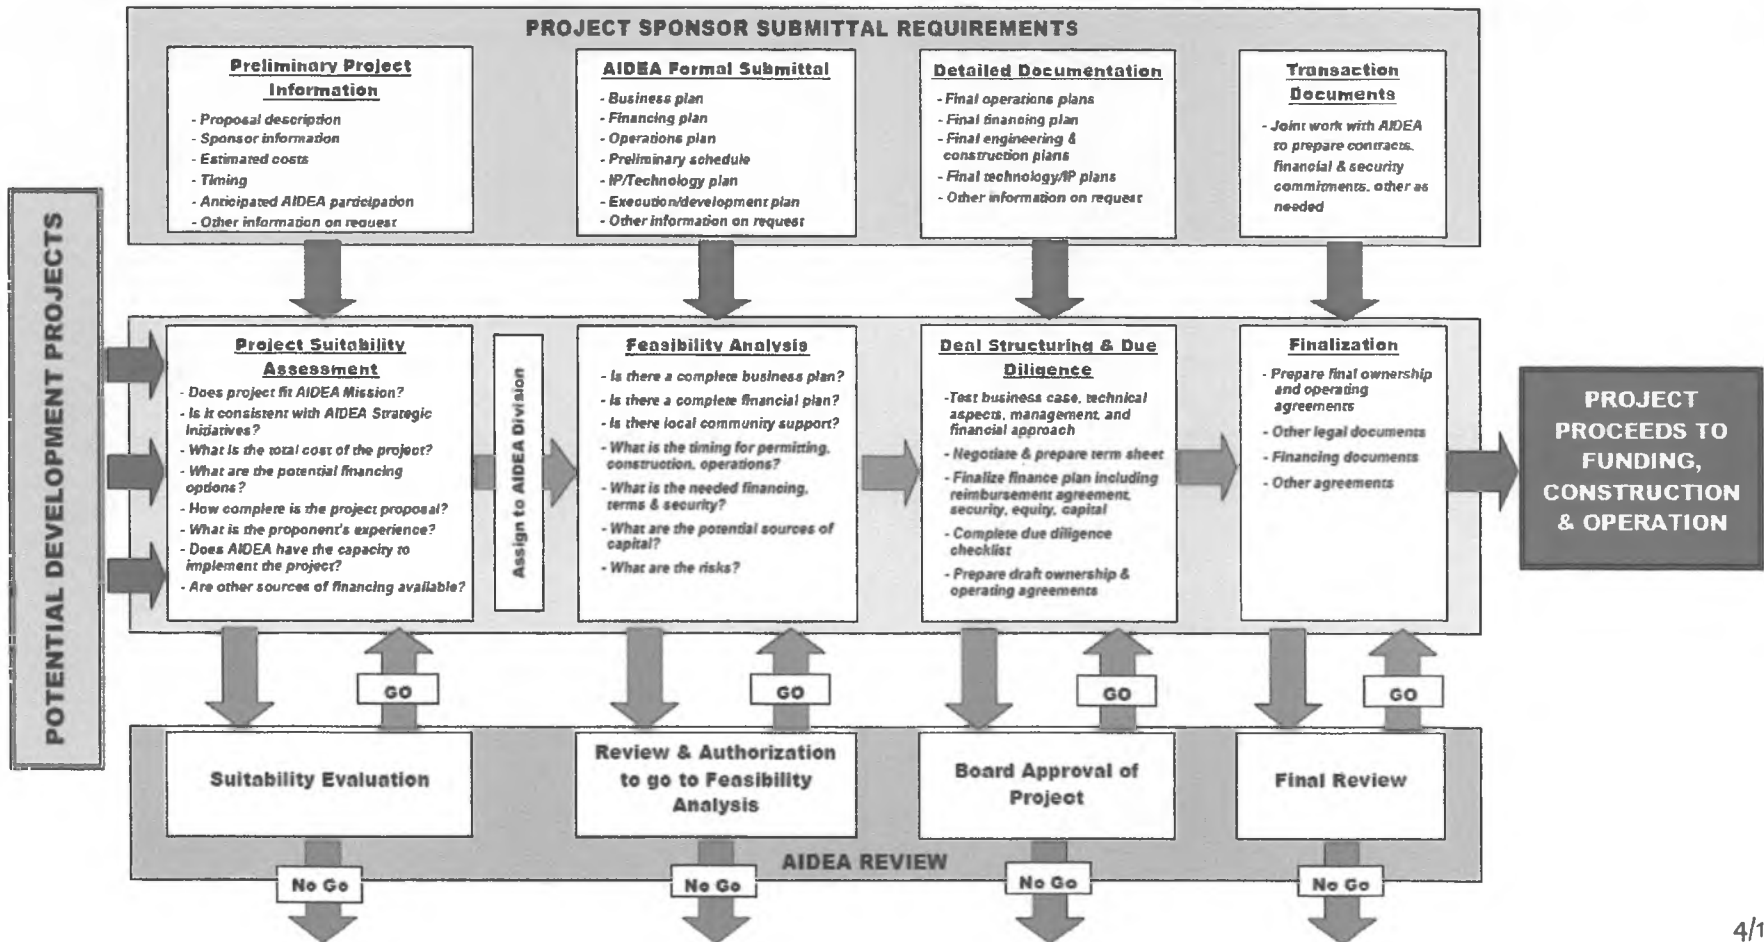 PROJECT SPONSOR SUBMITTAL REQUIREMENTS
Preliminary Project
Information
- Proposal description
- Sponsor information
- Estimated costs
- Timing
- Anticipated AIDEA participation
- Other information on request
AIDEA Formal Submittal
- Business plan
- Financing plan
- Operations plan
- Preliminary schedule
- IP/Technology plan
- Execution/development plan
- Other information on request
Detailed Documentation
- Final operations plans
- Final financing plan
- Final engineering &
construction plans
- Final technology/IP plans
- Other information on request
Transaction
Documents
- Joint work with AIDEA
to prepare contracts,
financial & security
commitments, other as
needed
POTENTIAL DEVELOPMENT PROJECTS
Project Suitability
Assessment
- Does project fit AIDEA Mission?
- Is it consistent with AIDEA Strategic
Initiatives?
- What is the total cost of the project?
- What are the potential financing
options?
- How complete is the project proposal?
- What is the proponent's experience?
- Does AIDEA have the capacity to
implement the project?
- Are other sources of financing available?
Assign to AIDEA Division
Feasibility Analysis
- Is there a complete business plan?
- Is there a complete financial plan?
- Is there local community support?
- What is the timing for permitting,
construction, operations?
- What is the needed financing,
terms & security?
- What are the potential sources of
capital?
- What are the risks?
Deal Structuring & Due
Diligence
-Test business case, technical
aspects, management, and
financial approach
- Negotiate & prepare term sheet
- Finalize finance plan including
reimbursement agreement,
security, equity, capital
- Complete due diligence
checklist
- Prepare draft ownership &
operating agreements
Finalization
- Prepare final ownership
and operating
agreements
- Other legal documents
- Financing documents
- Other agreements
PROJECT
PROCEEDS TO
FUNDING,
CONSTRUCTION
& OPERATION
GO
GO
GO
GO
Suitability Evaluation
Review & Authorization
to go to Feasibility
Analysis
Board Approval of
Project
Final Review
AIDEA REVIEW
No Go
No Go
No Go
No Go